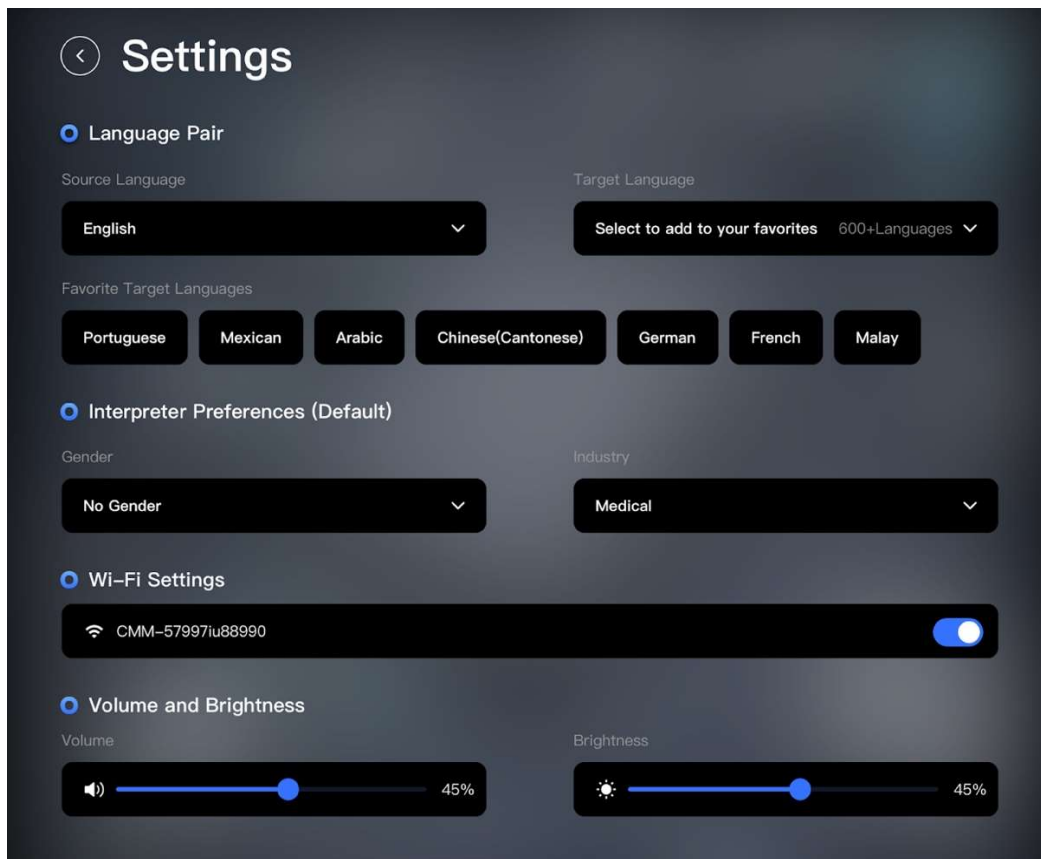 Settings
Language Pair
Source Language
Target Language
English
Select to add to your favorites 600+Languages
Favorite Target Languages
Portuguese Mexican Arabic Chinese(Cantonese) German French Malay
Interpreter Preferences (Default)
Gender
Industry
No Gender
Medical
Wi-Fi Settings
CMM-57997iu88990
Volume and Brightness
Volume
Brightness
45%
45%